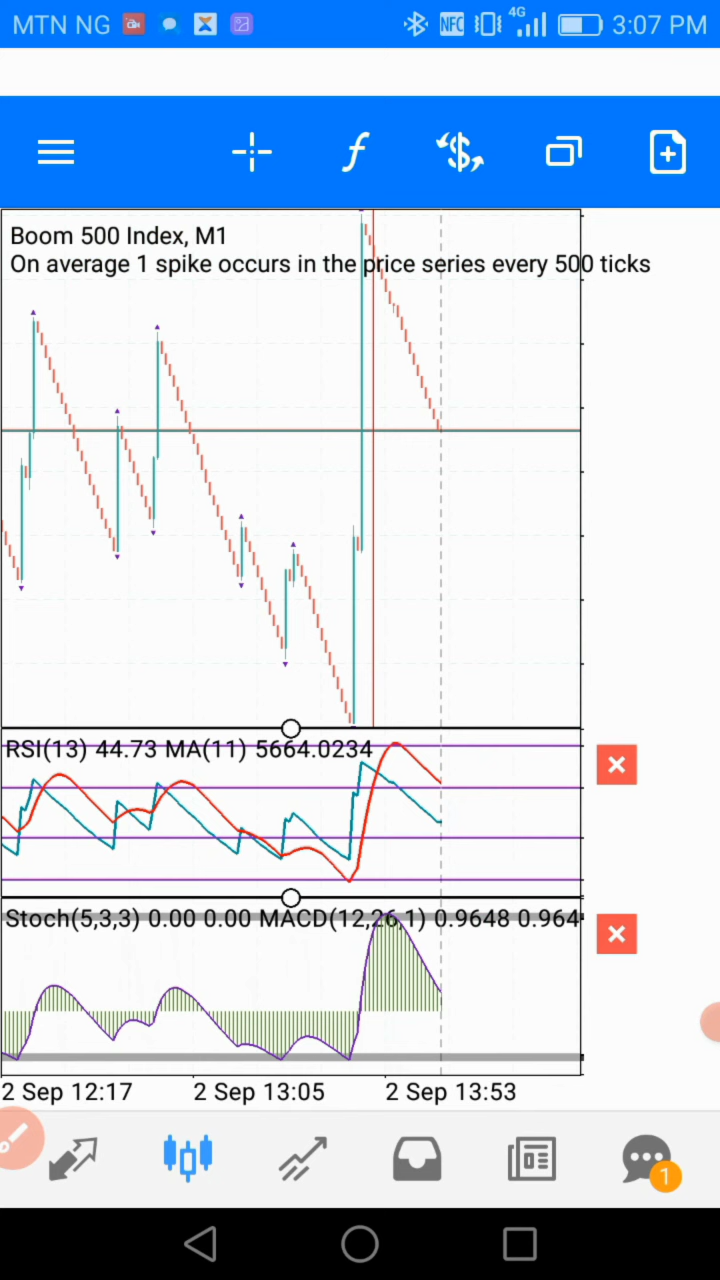 MTN NG 4G 3:07 PM
NFC
f $
Boom 500 Index, M1
On average 1 spike occurs in the price series every 500 ticks
RSI(13) 44.73 MA(11) 5664.0234
Stoch(5,3,3) 0.00 0.00 MACD(12,26,1) 0.9648 0.964
2 Sep 12:17 2 Sep 13:05 2 Sep 13:53
1